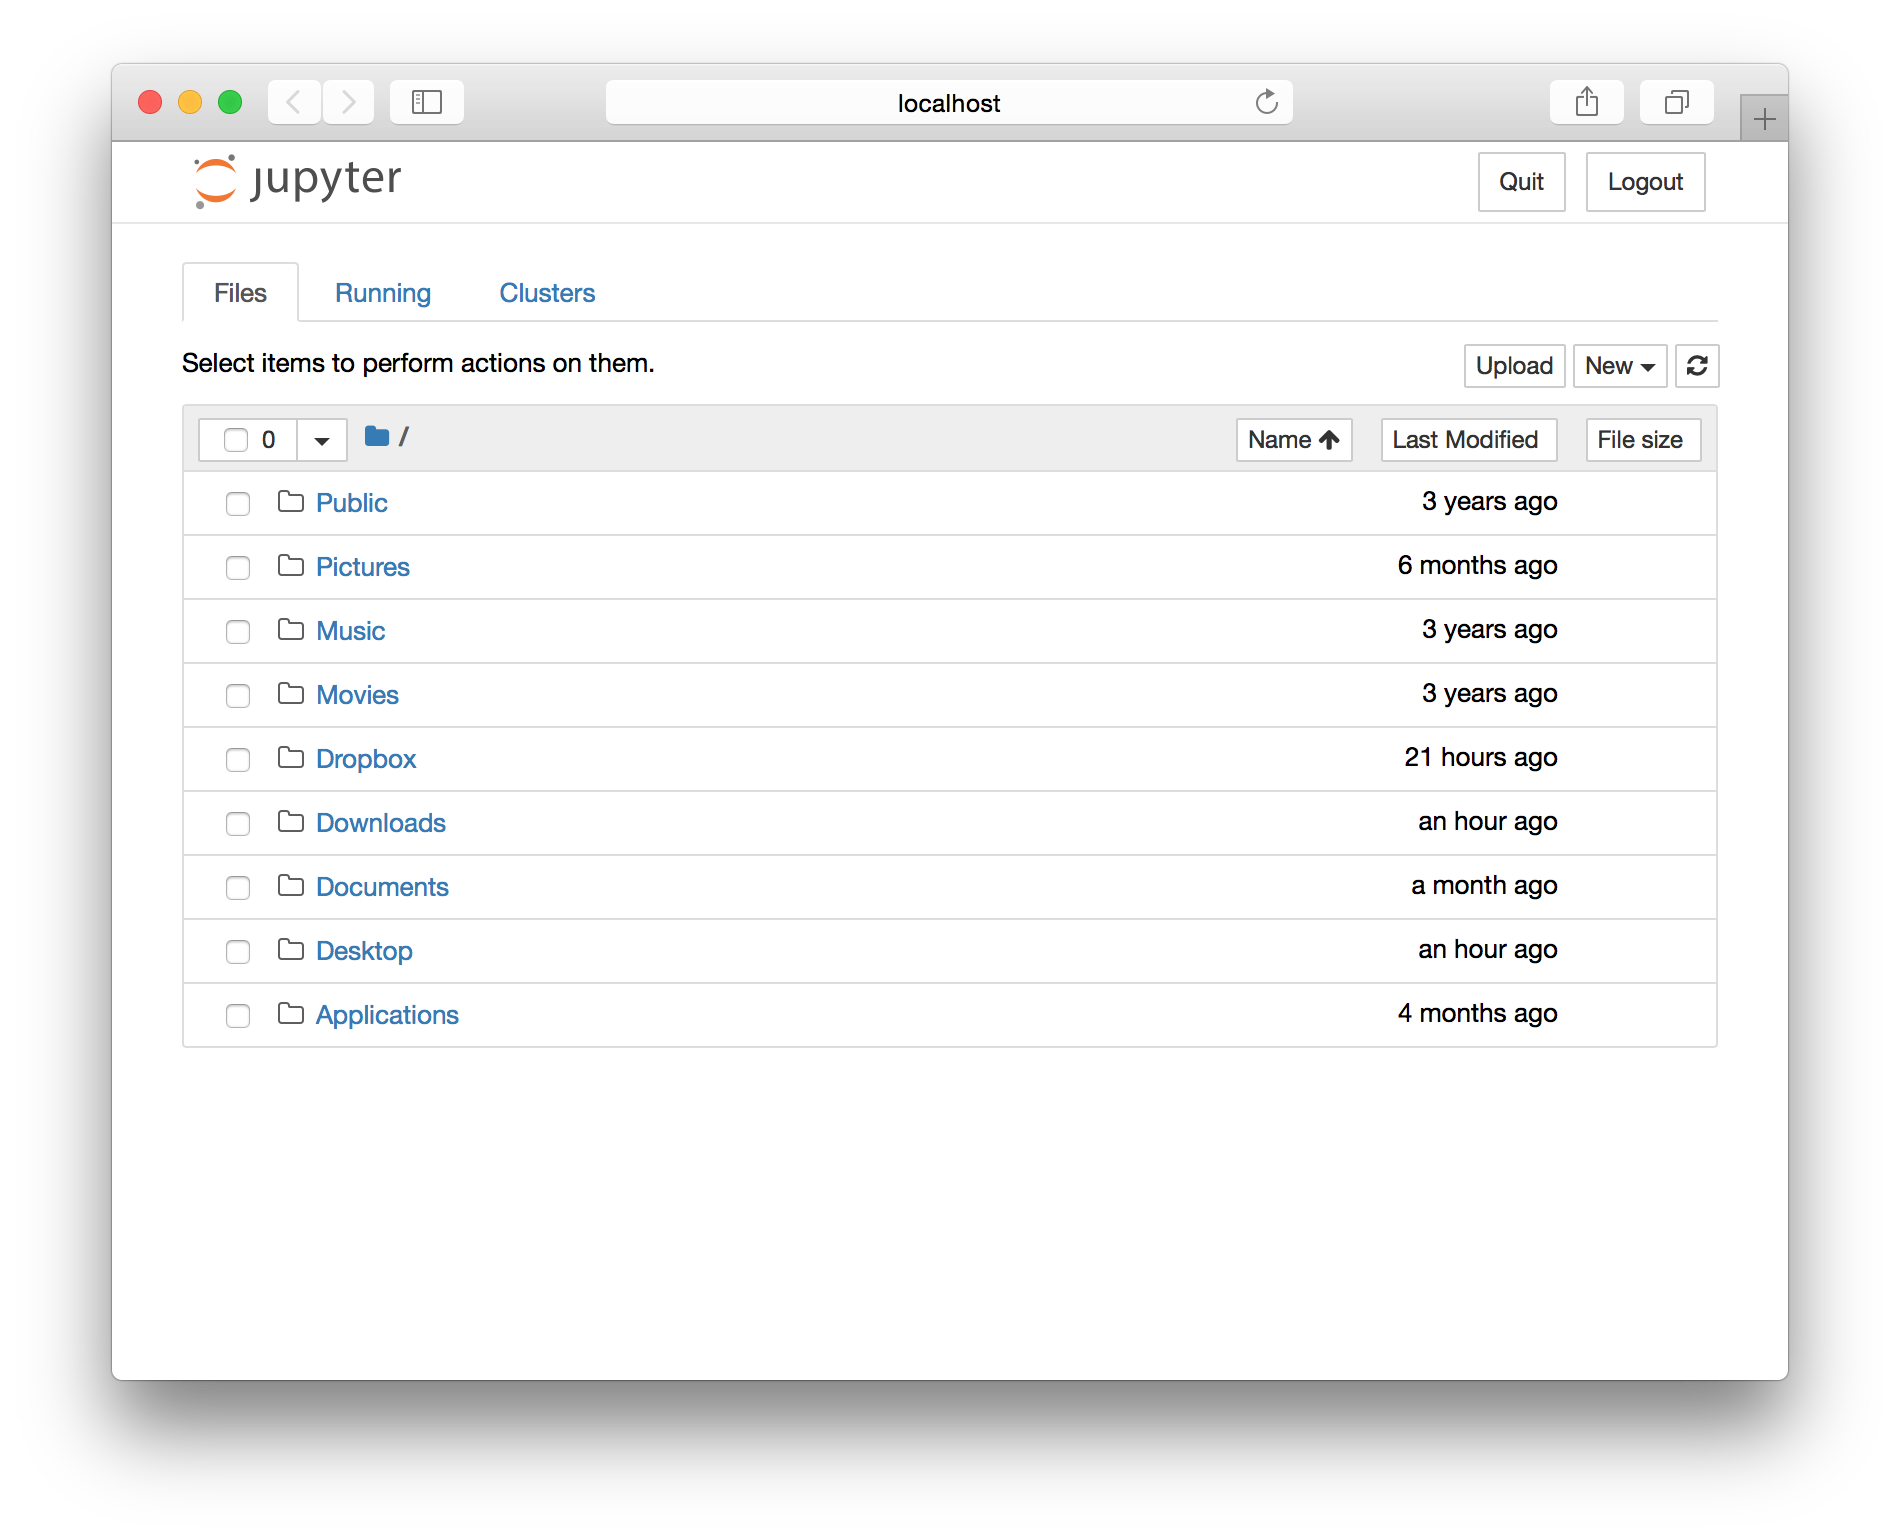 localhost
jupyter
Quit Logout
Files Running Clusters
Select items to perform actions on them.
Upload New
0 / Name Last Modified File size
Public 3 years ago
Pictures 6 months ago
Music 3 years ago
Movies 3 years ago
Dropbox 21 hours ago
Downloads an hour ago
Documents a month ago
Desktop an hour ago
Applications 4 months ago